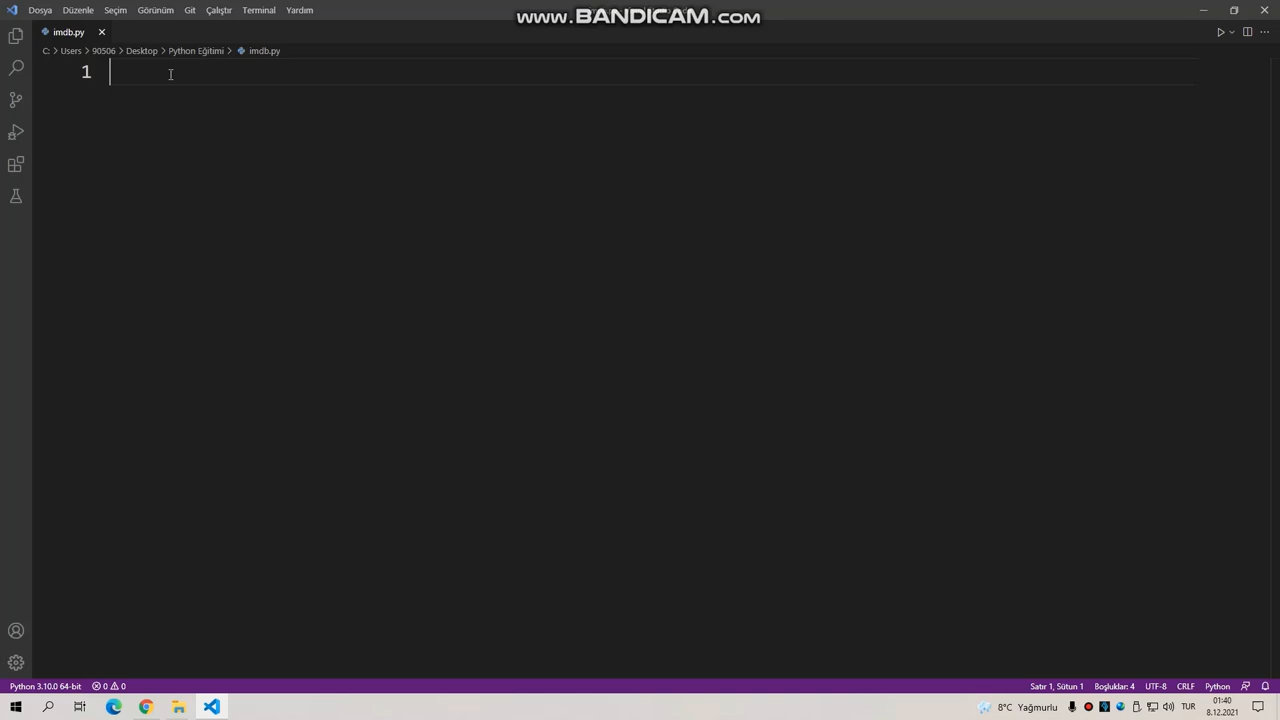 Dosya Düzenle Seçim Görünüm Git Çalıştır Terminal Yardım
www.BANDICAM.com
imdb.py
C: > Users > 90506 > Desktop > Python Eğitimi > imdb.py
1
Python 3.10.0 64-bit 0 0 Satır 1, Sütun 1 Boşluklar: 4 UTF-8 CRLF Python
8°C Yağmurlu TUR 01:40
8.12.2021